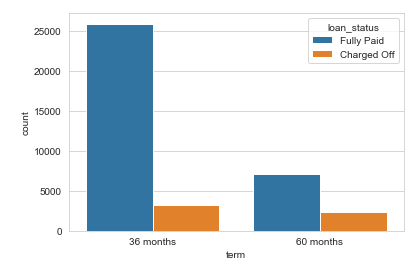 loan_status
Fully Paid
Charged Off
25000
20000
15000
10000
5000
0
count
36 months
60 months
term